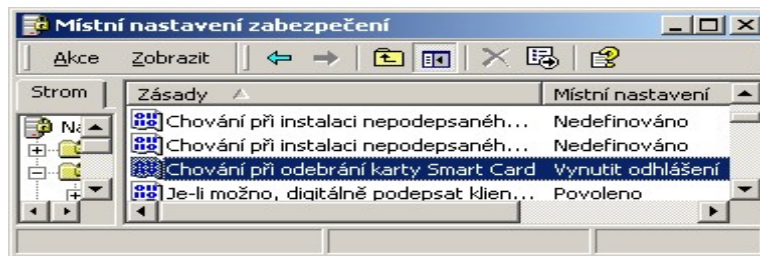 Místní nastavení zabezpečení
Akce Zobrazit
Strom
Zásady Místní nastavení
Chování při instalaci nepodepsanéh... Nedefinováno
Chování při instalaci nepodepsanéh... Nedefinováno
Chování při odebrání karty Smart Card Vynutit odhlášení
Je-li možno, digitálně podepsat klien... Povoleno